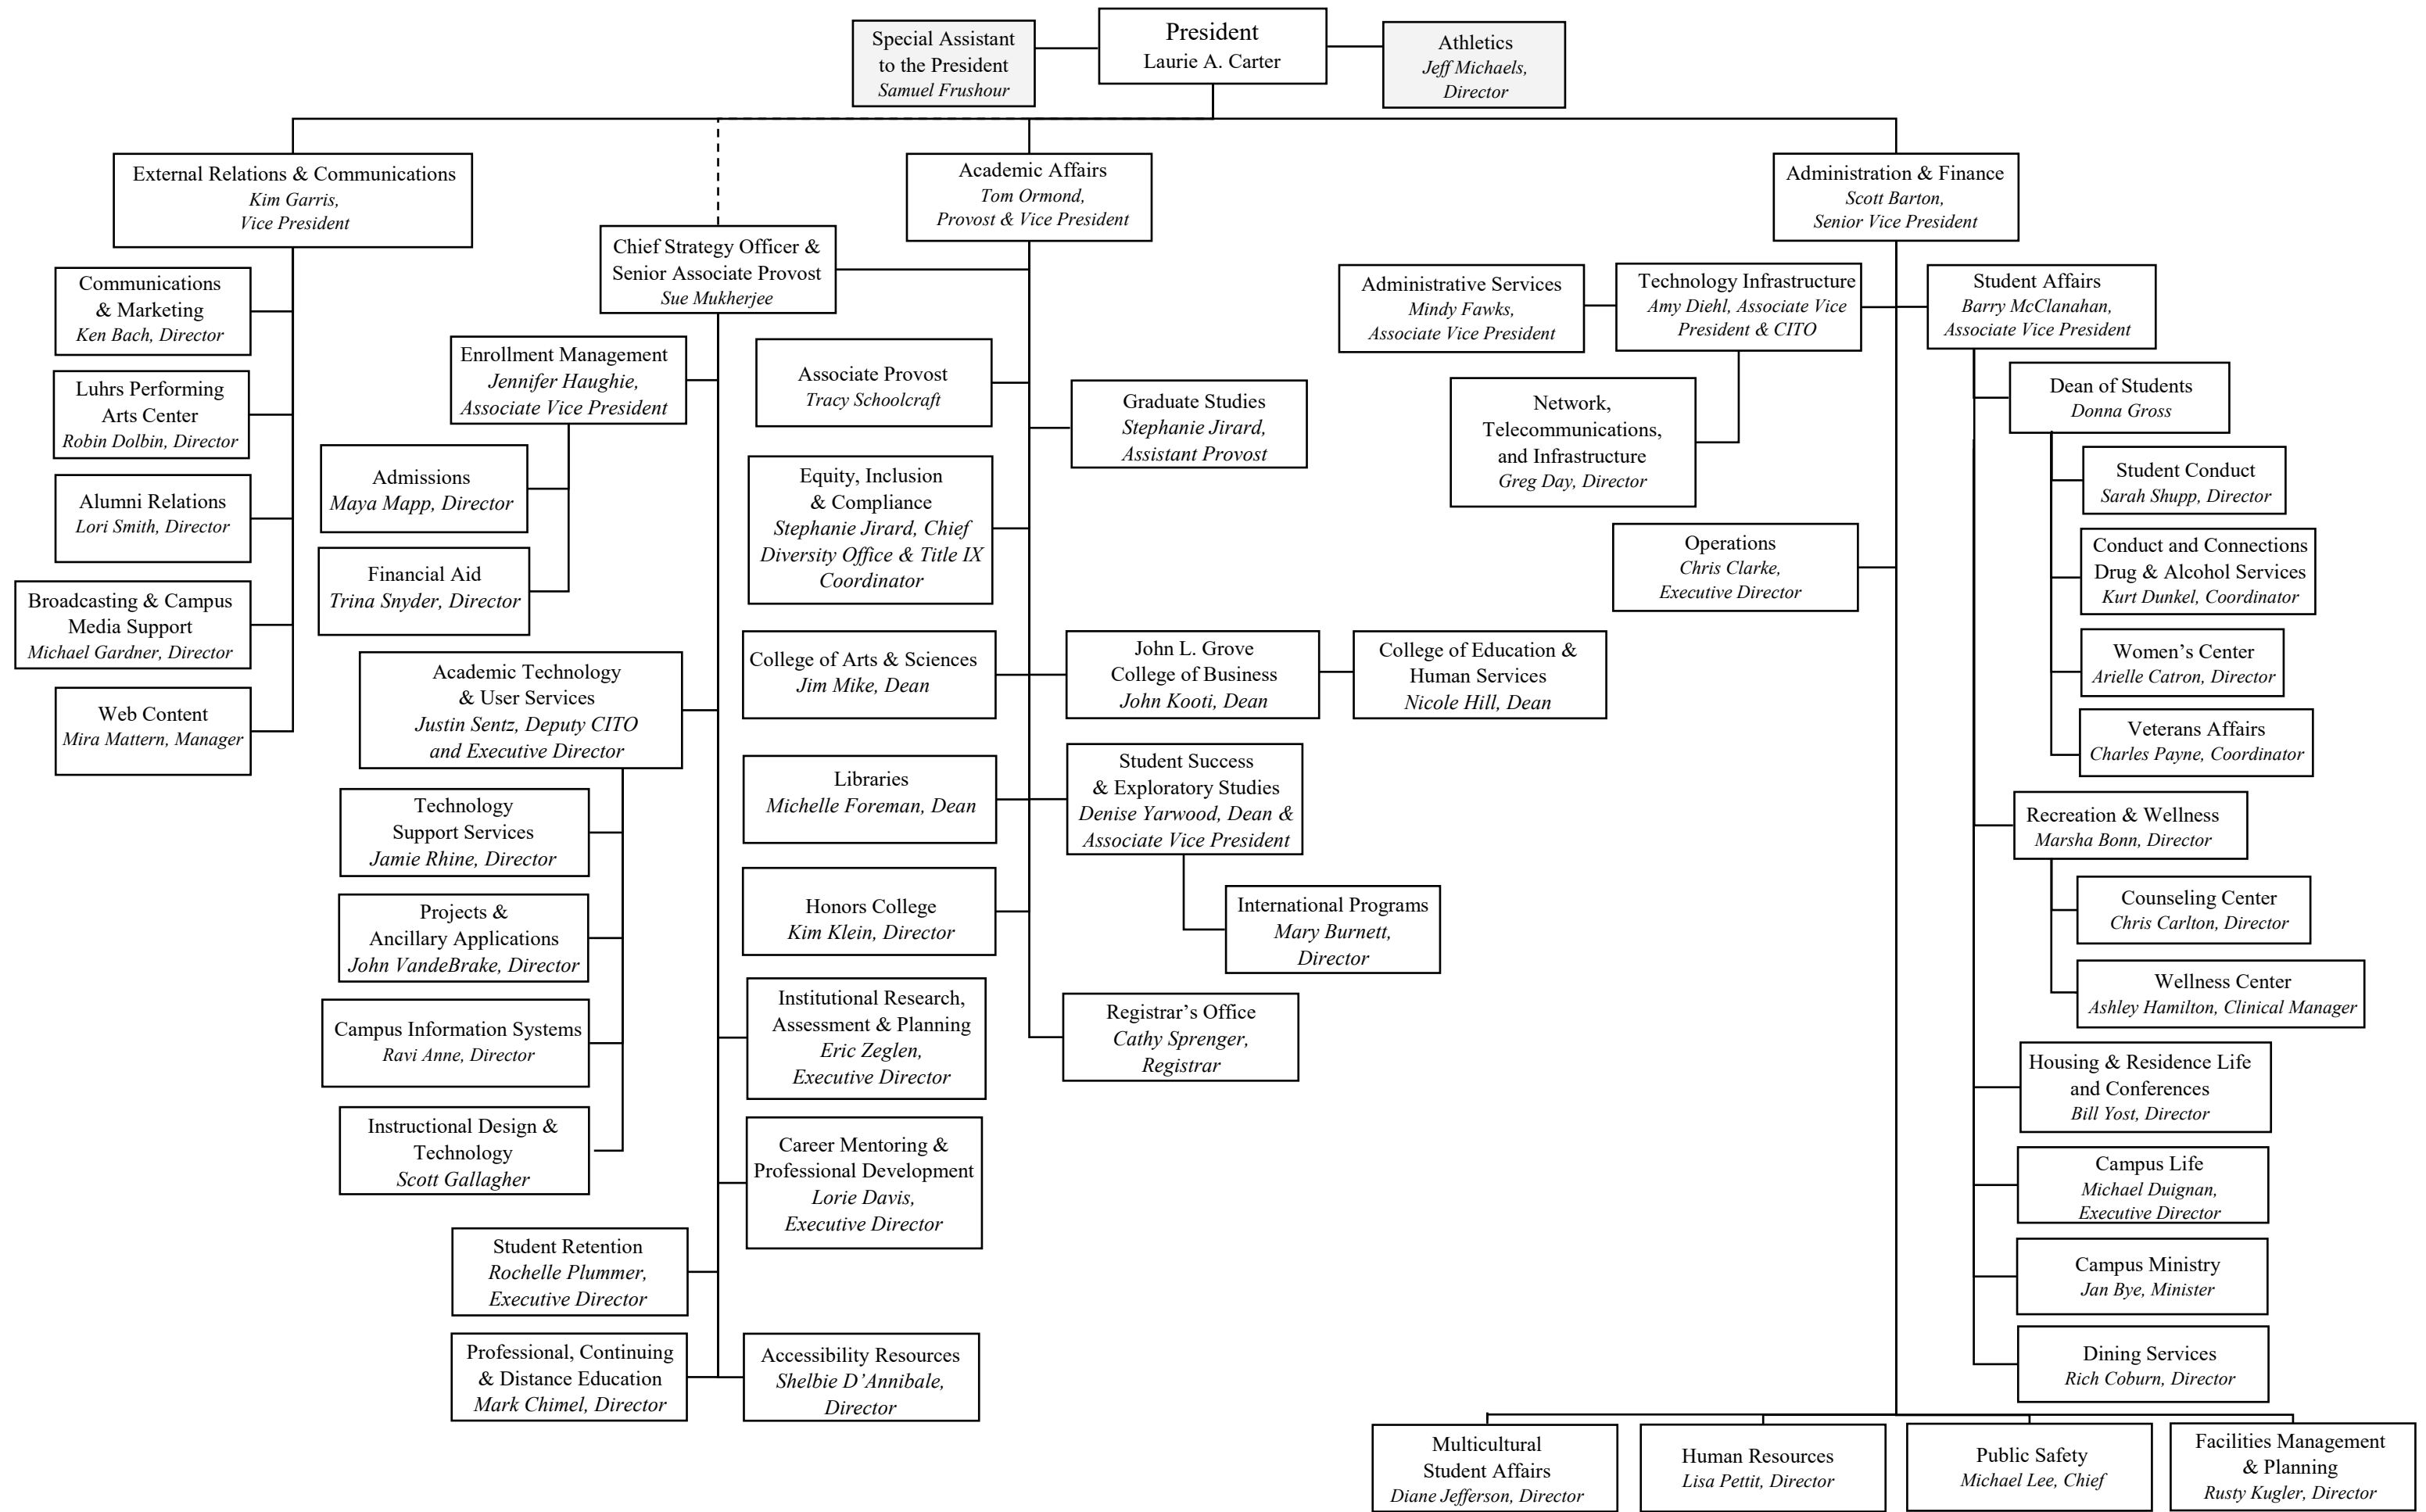 Special Assistant
to the President
Samuel Frushour
President
Laurie A. Carter
Athletics
Jeff Michaels,
Director
External Relations & Communications
Kim Garris,
Vice President
Academic Affairs
Tom Ormond,
Provost & Vice President
Administration & Finance
Scott Barton,
Senior Vice President
Communications
& Marketing
Ken Bach, Director
Luhrs Performing
Arts Center
Robin Dolbin, Director
Alumni Relations
Lori Smith, Director
Broadcasting & Campus
Media Support
Michael Gardner, Director
Web Content
Mira Mattern, Manager
Chief Strategy Officer &
Senior Associate Provost
Sue Mukherjee
Enrollment Management
Jennifer Haughie,
Associate Vice President
Admissions
Maya Mapp, Director
Financial Aid
Trina Snyder, Director
Academic Technology
& User Services
Justin Sentz, Deputy CITO
and Executive Director
Technology
Support Services
Jamie Rhine, Director
Projects &
Ancillary Applications
John VandeBrake, Director
Campus Information Systems
Ravi Anne, Director
Instructional Design &
Technology
Scott Gallagher
Student Retention
Rochelle Plummer,
Executive Director
Professional, Continuing
& Distance Education
Mark Chimel, Director
Associate Provost
Tracy Schoolcraft
Graduate Studies
Stephanie Jirard,
Assistant Provost
Equity, Inclusion
& Compliance
Stephanie Jirard, Chief
Diversity Office & Title IX
Coordinator
College of Arts & Sciences
Jim Mike, Dean
John L. Grove
College of Business
John Kooti, Dean
College of Education &
Human Services
Nicole Hill, Dean
Libraries
Michelle Foreman, Dean
Student Success
& Exploratory Studies
Denise Yarwood, Dean &
Associate Vice President
Honors College
Kim Klein, Director
International Programs
Mary Burnett,
Director
Institutional Research,
Assessment & Planning
Eric Zeglen,
Executive Director
Registrar’s Office
Cathy Sprenger,
Registrar
Career Mentoring &
Professional Development
Lorie Davis,
Executive Director
Accessibility Resources
Shelbie D’Annibale,
Director
Administrative Services
Mindy Fawks,
Associate Vice President
Technology Infrastructure
Amy Diehl, Associate Vice
President & CITO
Student Affairs
Barry McClanahan,
Associate Vice President
Network,
Telecommunications,
and Infrastructure
Greg Day, Director
Operations
Chris Clarke,
Executive Director
Dean of Students
Donna Gross
Student Conduct
Sarah Shupp, Director
Conduct and Connections
Drug & Alcohol Services
Kurt Dunkel, Coordinator
Women’s Center
Arielle Catron, Director
Veterans Affairs
Charles Payne, Coordinator
Recreation & Wellness
Marsha Bonn, Director
Counseling Center
Chris Carlton, Director
Wellness Center
Ashley Hamilton, Clinical Manager
Housing & Residence Life
and Conferences
Bill Yost, Director
Campus Life
Michael Duignan,
Executive Director
Campus Ministry
Jan Bye, Minister
Dining Services
Rich Coburn, Director
Multicultural
Student Affairs
Diane Jefferson, Director
Human Resources
Lisa Pettit, Director
Public Safety
Michael Lee, Chief
Facilities Management
& Planning
Rusty Kugler, Director